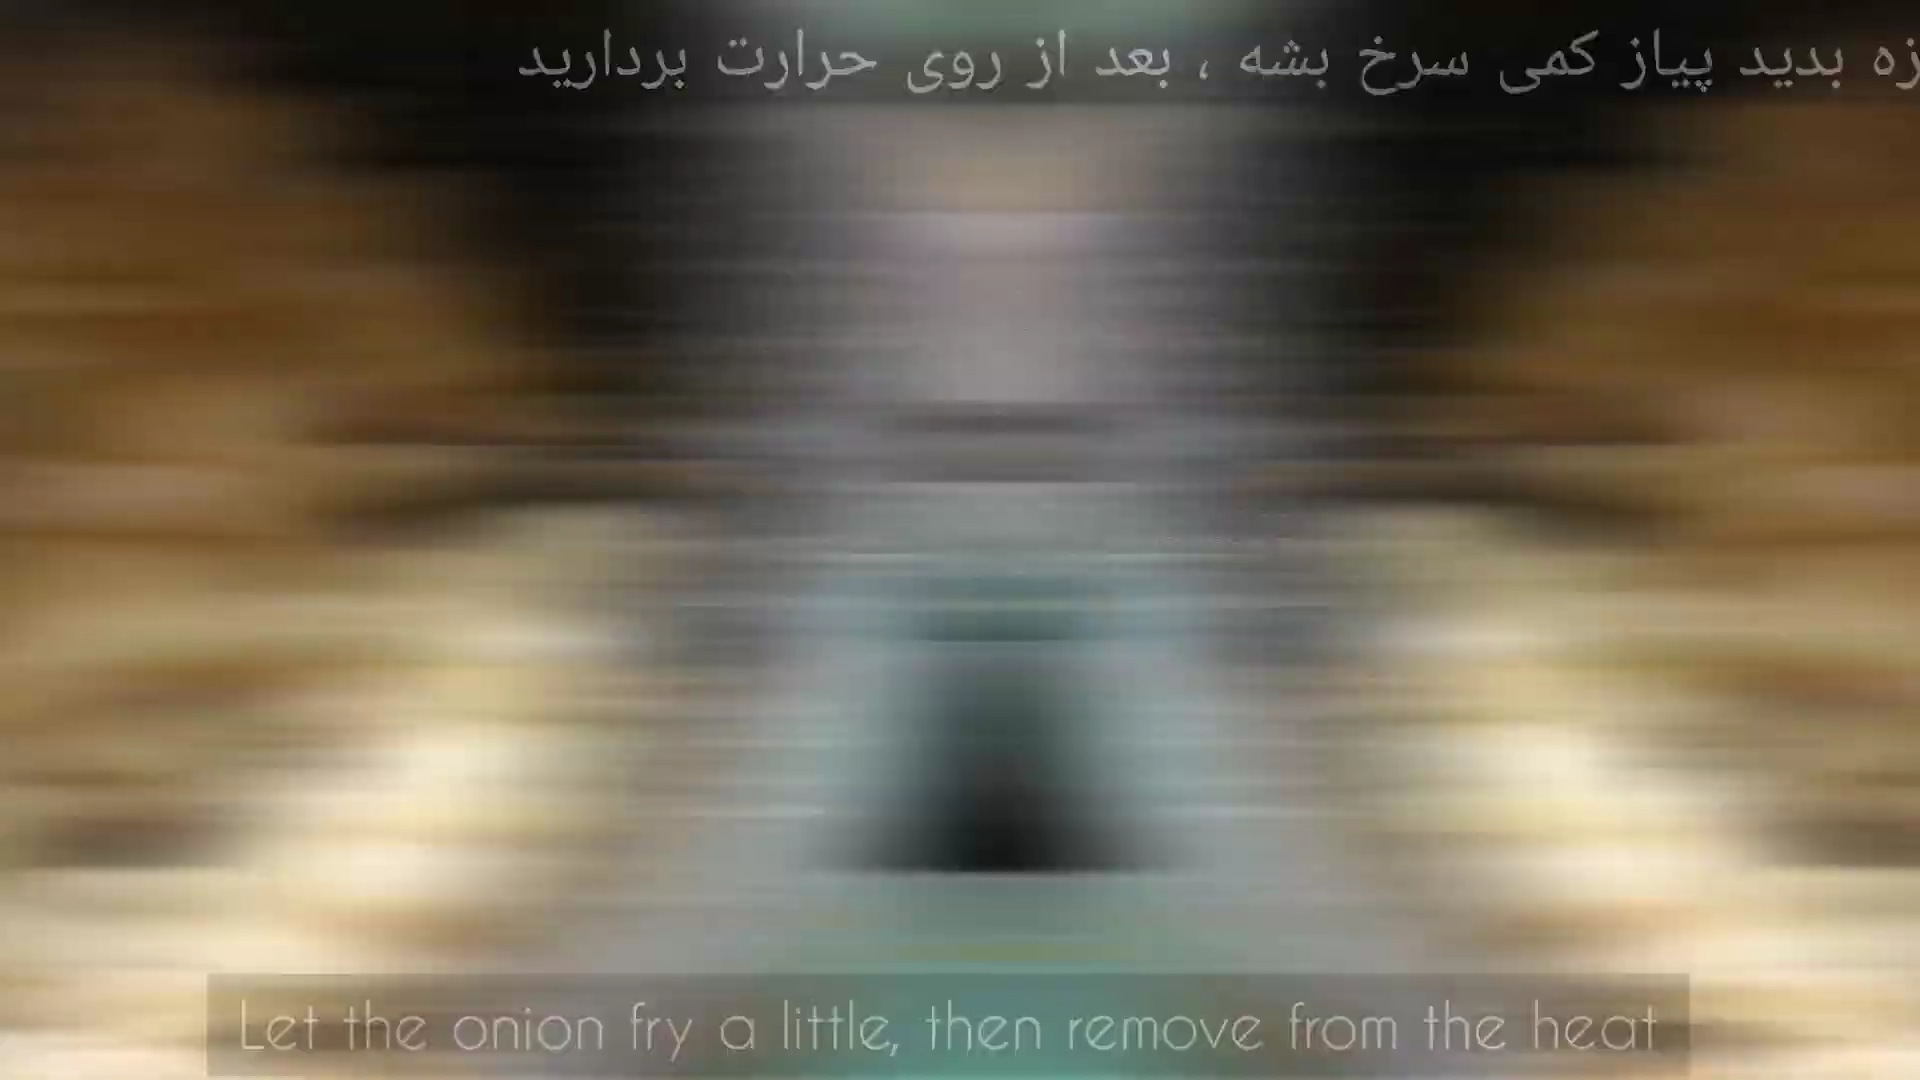 بدید پیاز کمی سرخ بشه ، بعد از روی حرارت بردارید
Let the onion fry a little, then remove from the heat